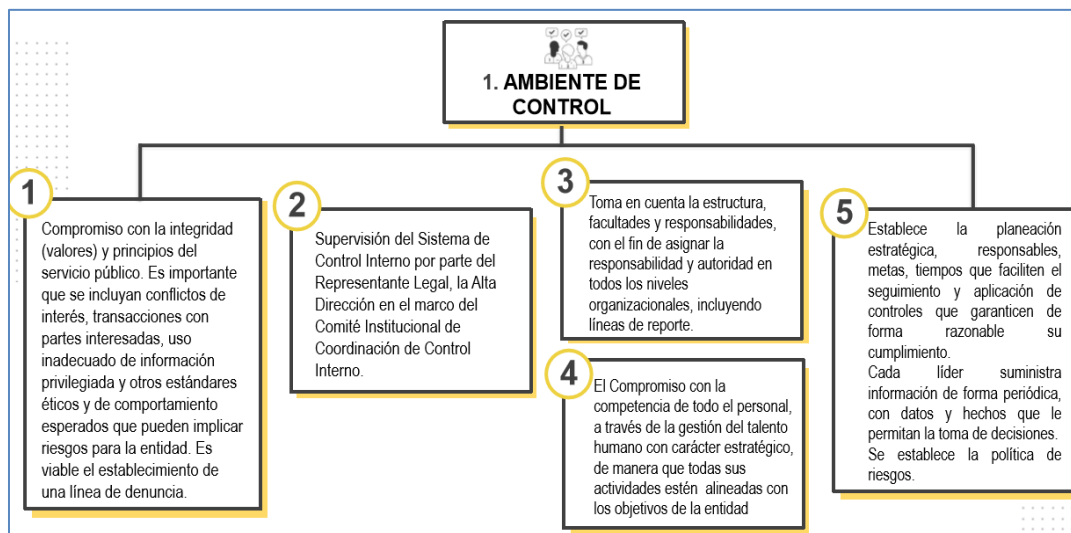 1. AMBIENTE DE
CONTROL
1
Compromiso con la integridad
(valores) y principios del
servicio público. Es importante
que se incluyan conflictos de
interés, transacciones con
partes interesadas, uso
inadecuado de información
privilegiada y otros estándares
éticos y de comportamiento
esperados que pueden implicar
riesgos para la entidad. Es
viable el establecimiento de
una línea de denuncia.
2
Supervisión del Sistema de
Control Interno por parte del
Representante Legal, la Alta
Dirección en el marco del
Comité Institucional de
Coordinación de Control
Interno.
3
Toma en cuenta la estructura,
facultades y responsabilidades,
con el fin de asignar la
responsabilidad y autoridad en
todos los niveles
organizacionales, incluyendo
líneas de reporte.
4
El Compromiso con la
competencia de todo el personal,
a través de la gestión del talento
humano con carácter estratégico,
de manera que todas sus
actividades estén alineadas con
los objetivos de la entidad
5
Establece la planeación
estratégica, responsables,
metas, tiempos que faciliten el
seguimiento y aplicación de
controles que garanticen de
forma razonable su
cumplimiento.
Cada líder suministra
información de forma periódica,
con datos y hechos que le
permitan la toma de decisiones.
Se establece la política de
riesgos.